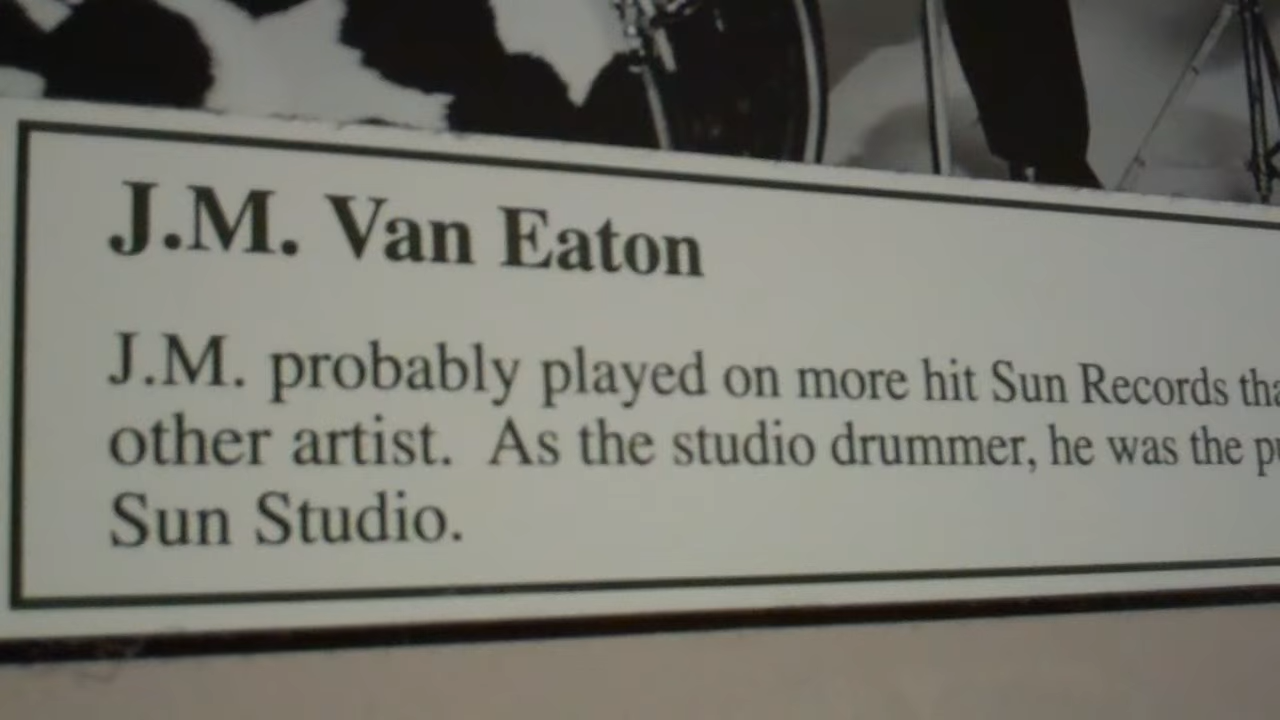 J.M. Van Eaton
J.M. probably played on more hit Sun Records
other artist. As the studio drummer, he was the
Sun Studio.